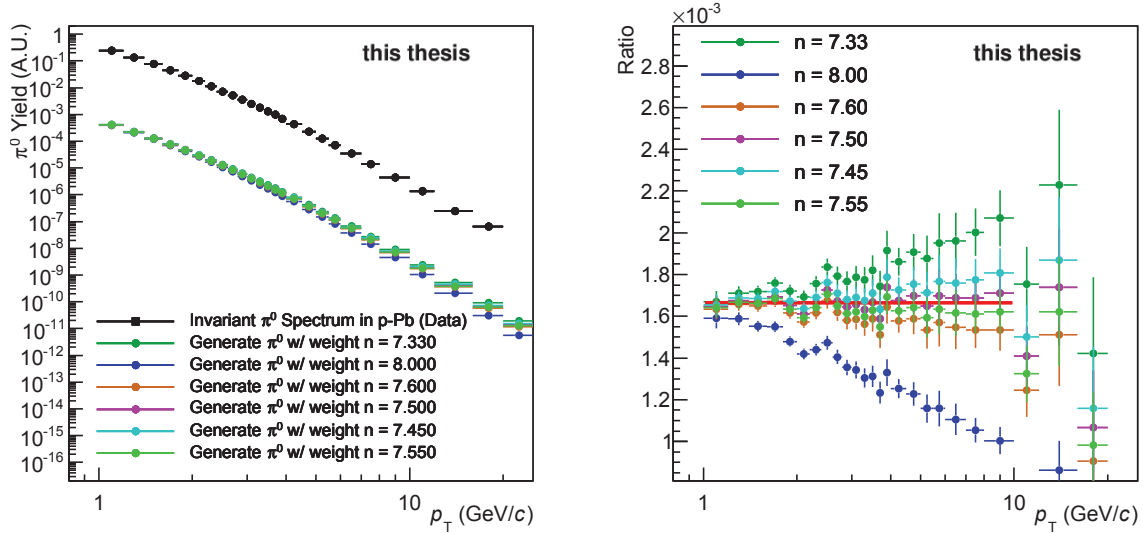 π⁰ Yield (A.U.)
1
10⁻¹
10⁻²
10⁻³
10⁻⁴
10⁻⁵
10⁻⁶
10⁻⁷
10⁻⁸
10⁻⁹
10⁻¹⁰
10⁻¹¹
10⁻¹²
10⁻¹³
10⁻¹⁴
10⁻¹⁵
10⁻¹⁶
this thesis
Invariant π⁰ Spectrum in p-Pb (Data)
Generate π⁰ w/ weight n = 7.330
Generate π⁰ w/ weight n = 8.000
Generate π⁰ w/ weight n = 7.600
Generate π⁰ w/ weight n = 7.500
Generate π⁰ w/ weight n = 7.450
Generate π⁰ w/ weight n = 7.550
1 10
p_T (GeV/c)
×10⁻³
Ratio
2.8
2.6
2.4
2.2
2
1.8
1.6
1.4
1.2
1
this thesis
n = 7.33
n = 8.00
n = 7.60
n = 7.50
n = 7.45
n = 7.55
1 10
p_T (GeV/c)